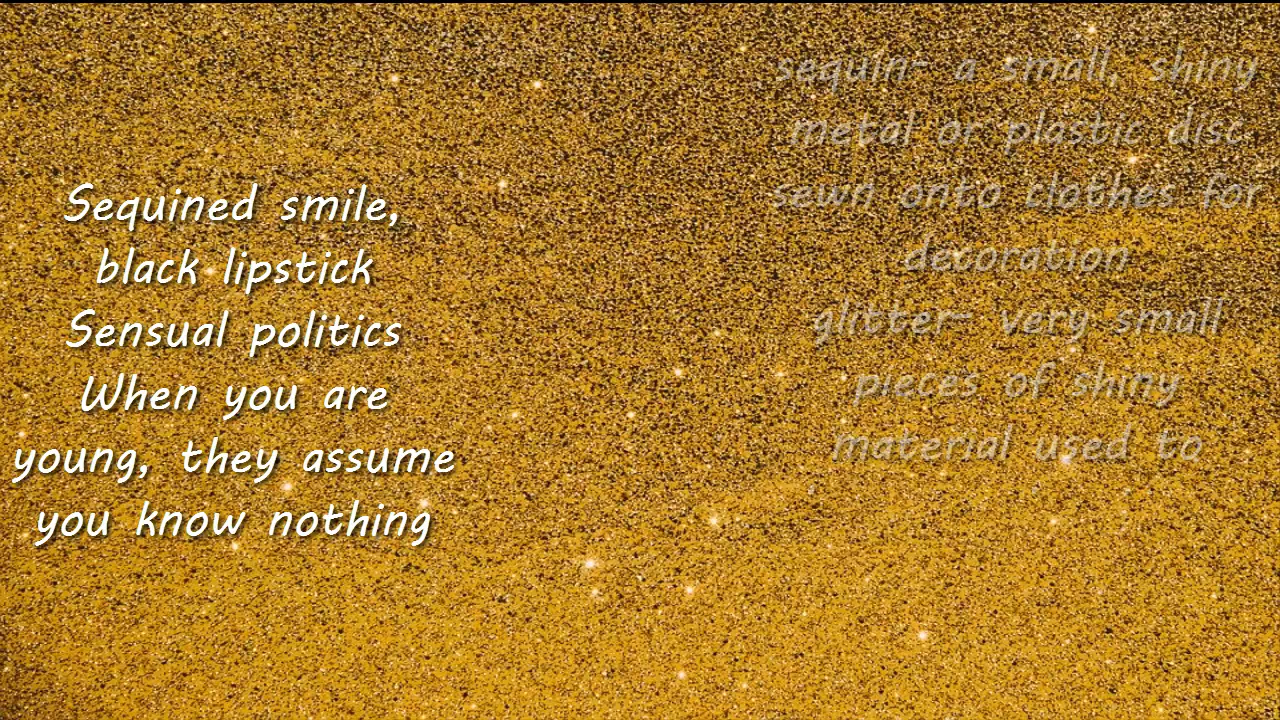 Sequined smile,
black lipstick
Sensual politics
When you are
young, they assume
you know nothing
sequin- a small, shiny
metal or plastic disc
sewn onto clothes for
decoration
glitter- very small
pieces of shiny
material used to